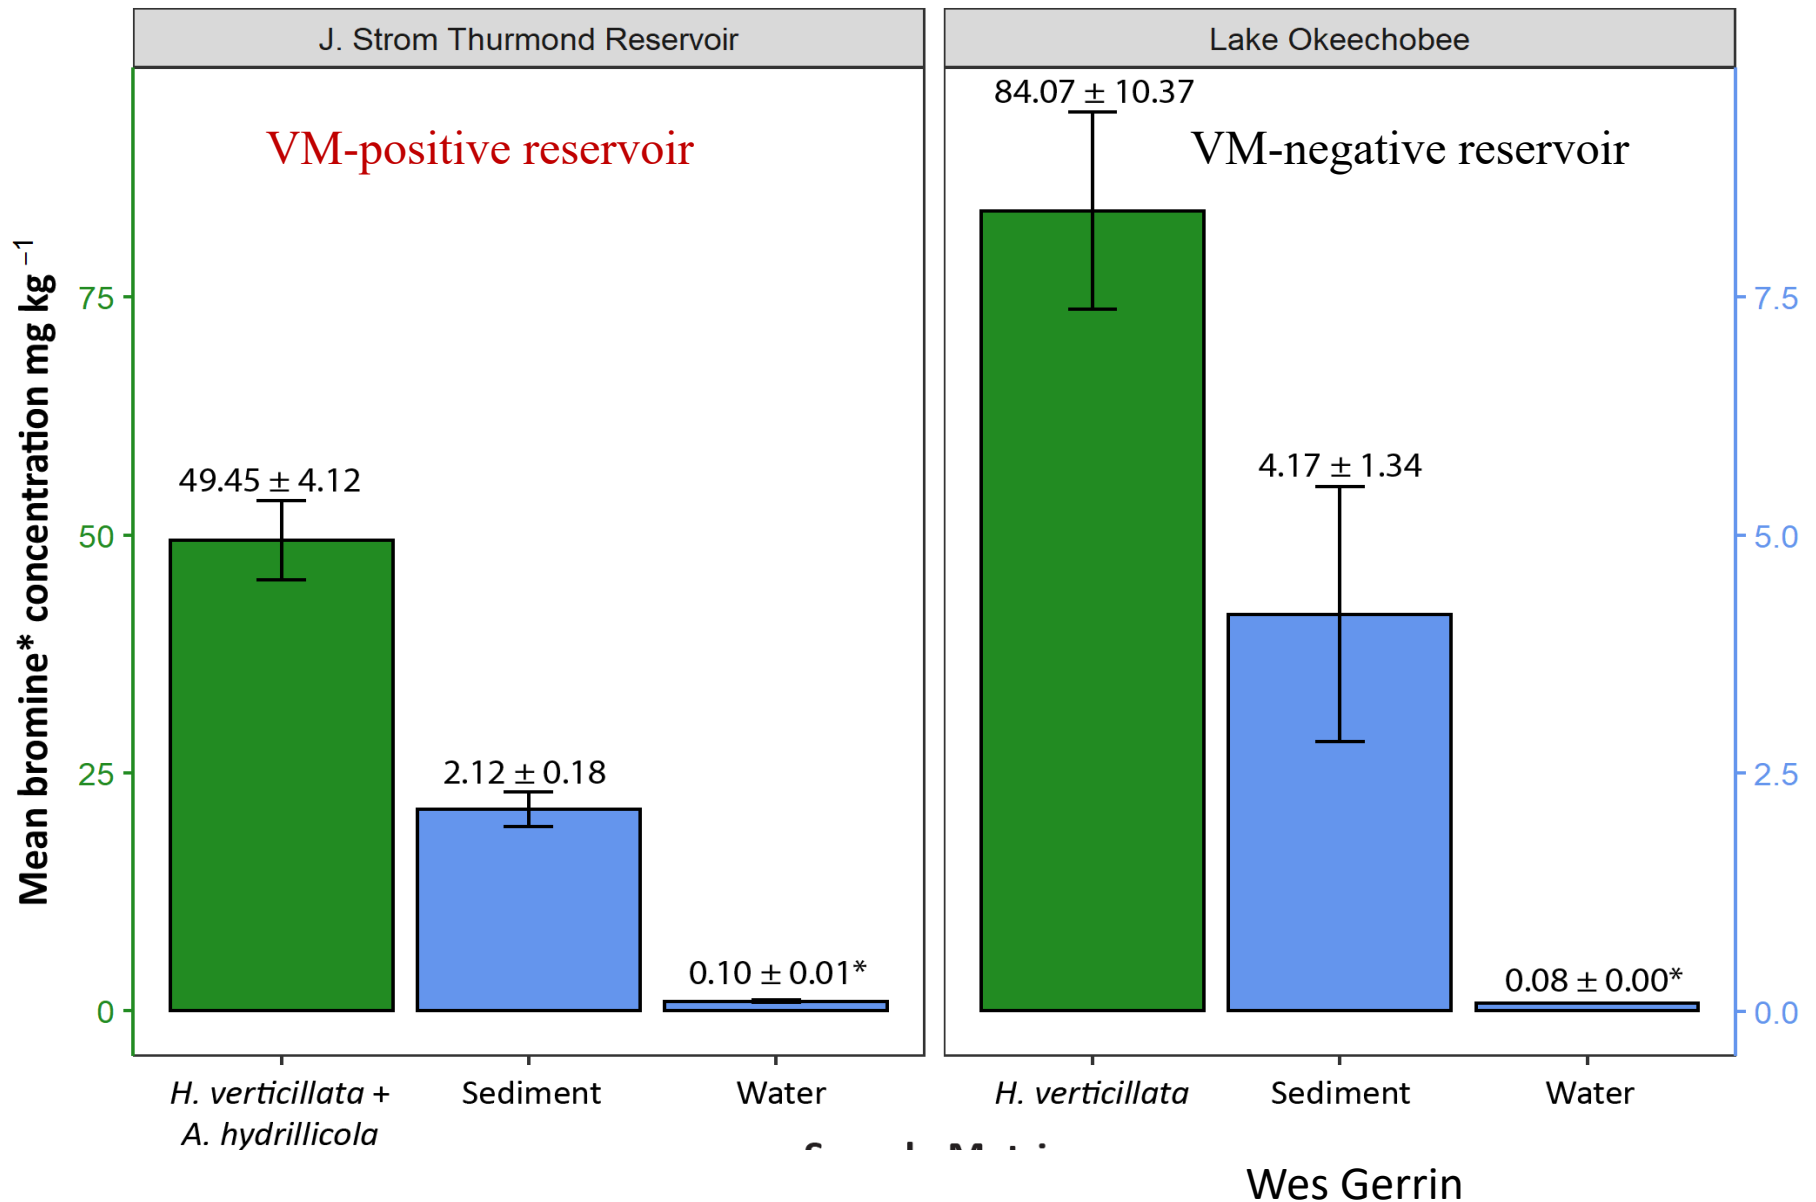 J. Strom Thurmond Reservoir
Lake Okeechobee
VM-positive reservoir
VM-negative reservoir
Mean bromine* concentration mg kg⁻¹
75
50
25
0
49.45 ± 4.12
2.12 ± 0.18
0.10 ± 0.01*
84.07 ± 10.37
4.17 ± 1.34
0.08 ± 0.00*
7.5
5.0
2.5
0.0
H. verticillata +
A. hydrillicola
Sediment
Water
H. verticillata
Sediment
Water
Wes Gerrin